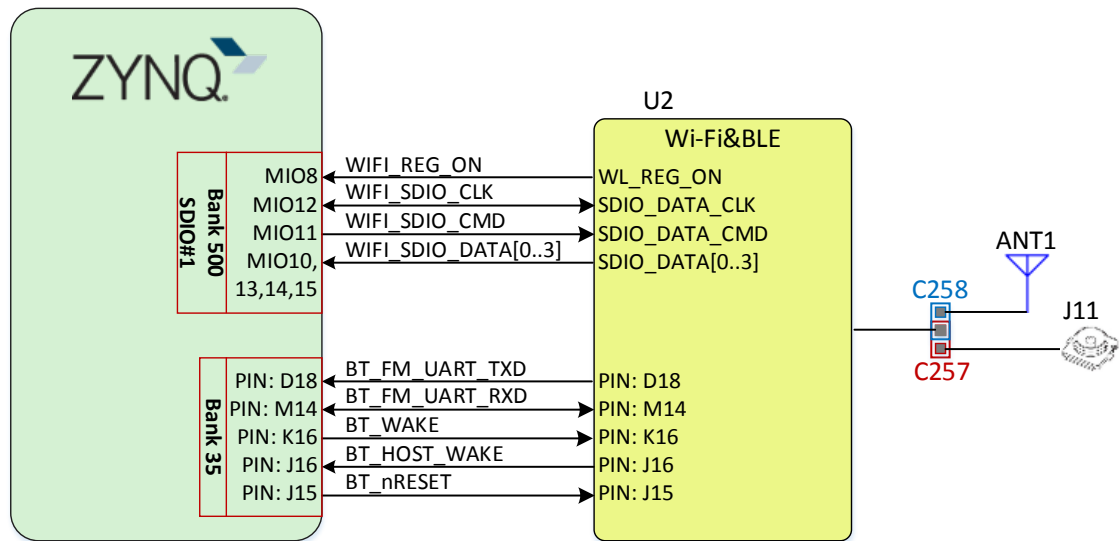 ZYNQ.
U2
Wi-Fi&BLE
Bank 500
SDIO#1
MIO8
WIFI_REG_ON
WL_REG_ON
MIO12
WIFI_SDIO_CLK
SDIO_DATA_CLK
MIO11
WIFI_SDIO_CMD
SDIO_DATA_CMD
MIO10,
13,14,15
WIFI_SDIO_DATA[0..3]
SDIO_DATA[0..3]
ANT1
C258
J11
C257
Bank 35
PIN: D18
BT_FM_UART_TXD
PIN: D18
PIN: M14
BT_FM_UART_RXD
PIN: M14
PIN: K16
BT_WAKE
PIN: K16
PIN: J16
BT_HOST_WAKE
PIN: J16
PIN: J15
BT_nRESET
PIN: J15